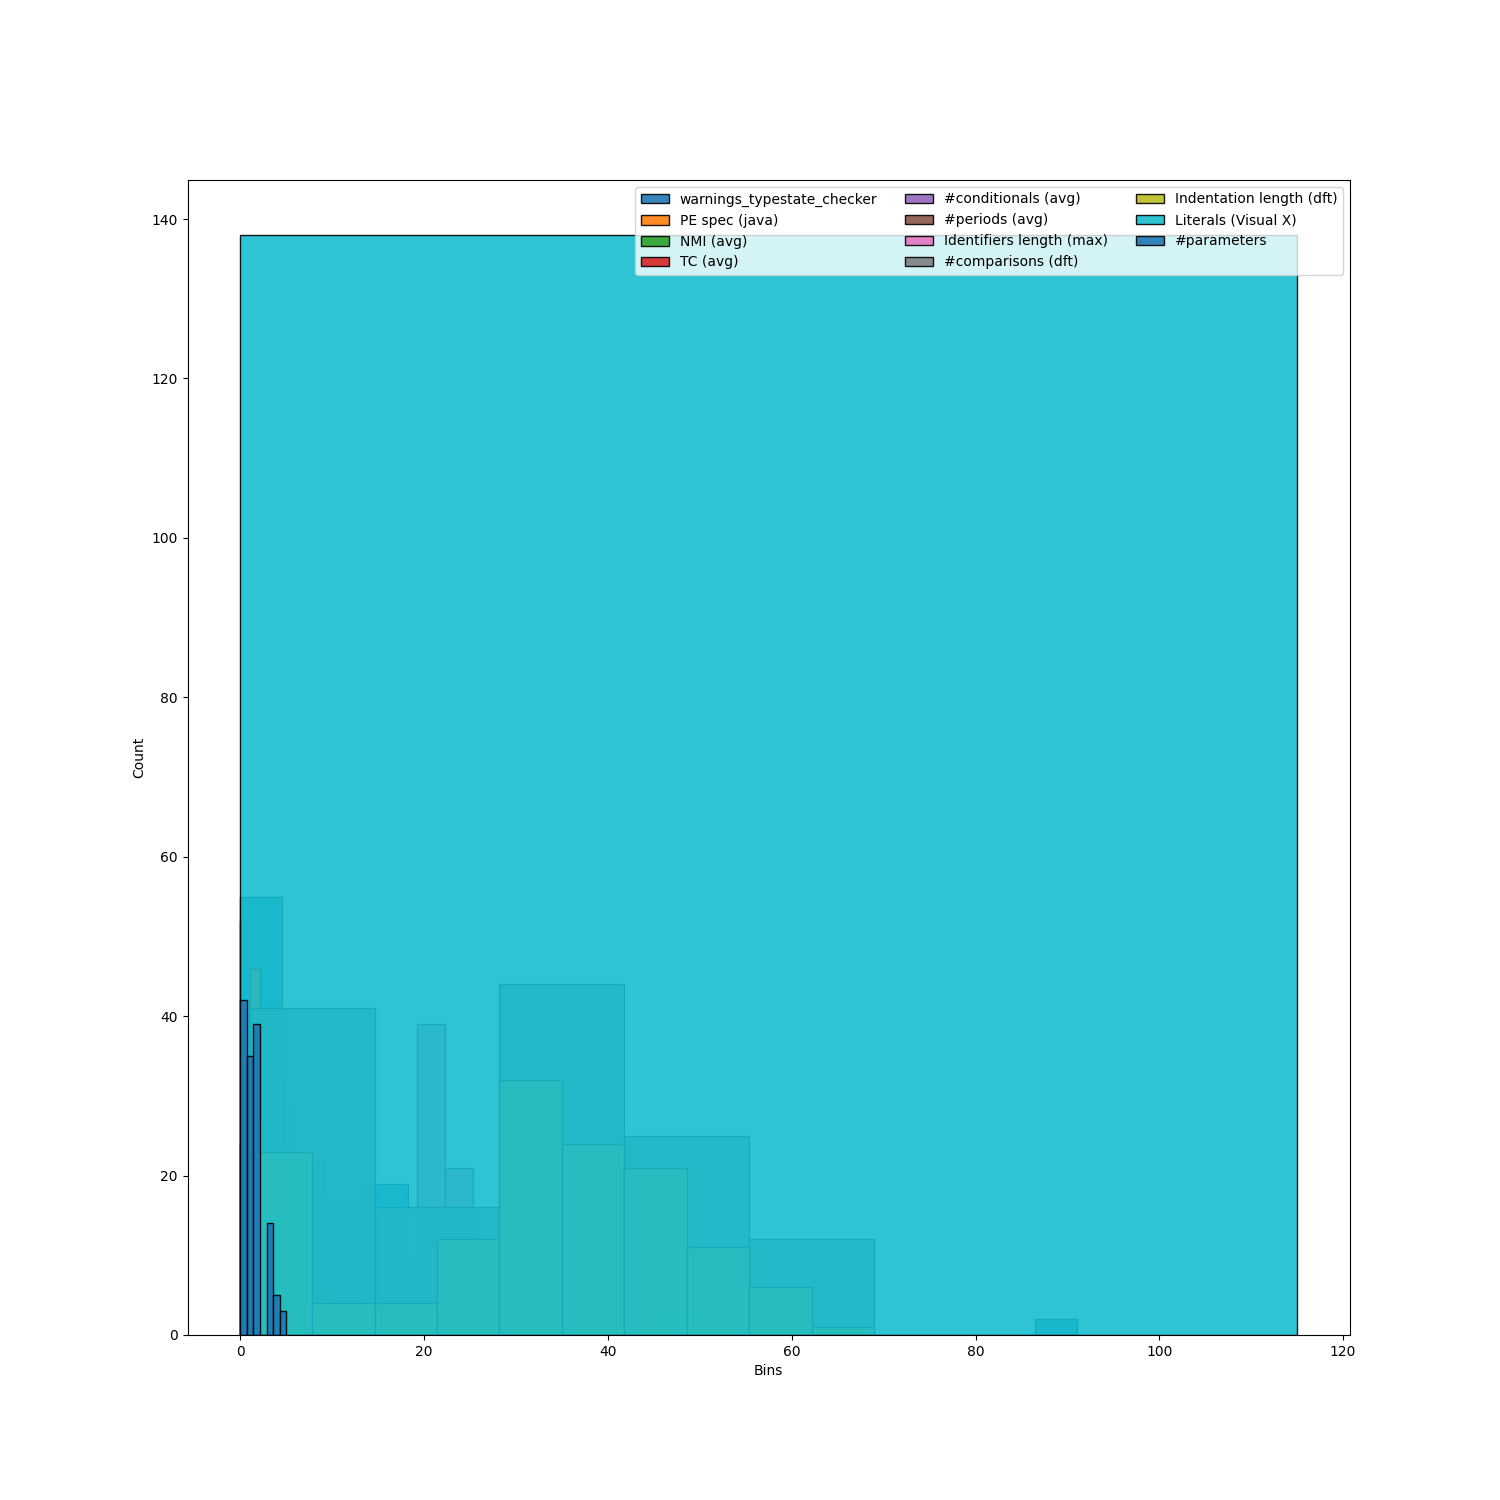 warnings_typestate_checker
PE spec (java)
NMI (avg)
TC (avg)
#conditionals (avg)
#periods (avg)
Identifiers length (max)
#comparisons (dft)
Indentation length (dft)
Literals (Visual X)
#parameters
140
120
100
80
60
40
20
0
Count
0 20 40 60 80 100 120
Bins